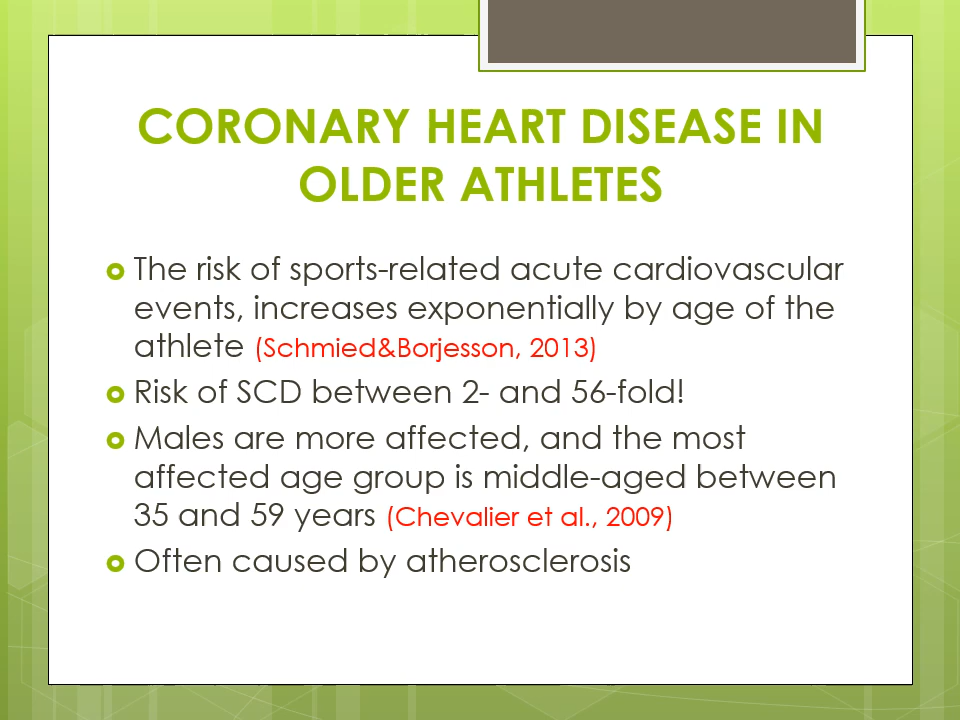 CORONARY HEART DISEASE IN
OLDER ATHLETES
The risk of sports-related acute cardiovascular
events, increases exponentially by age of the
athlete (Schmied&Borjesson, 2013)
Risk of SCD between 2- and 56-fold!
Males are more affected, and the most
affected age group is middle-aged between
35 and 59 years (Chevalier et al., 2009)
Often caused by atherosclerosis